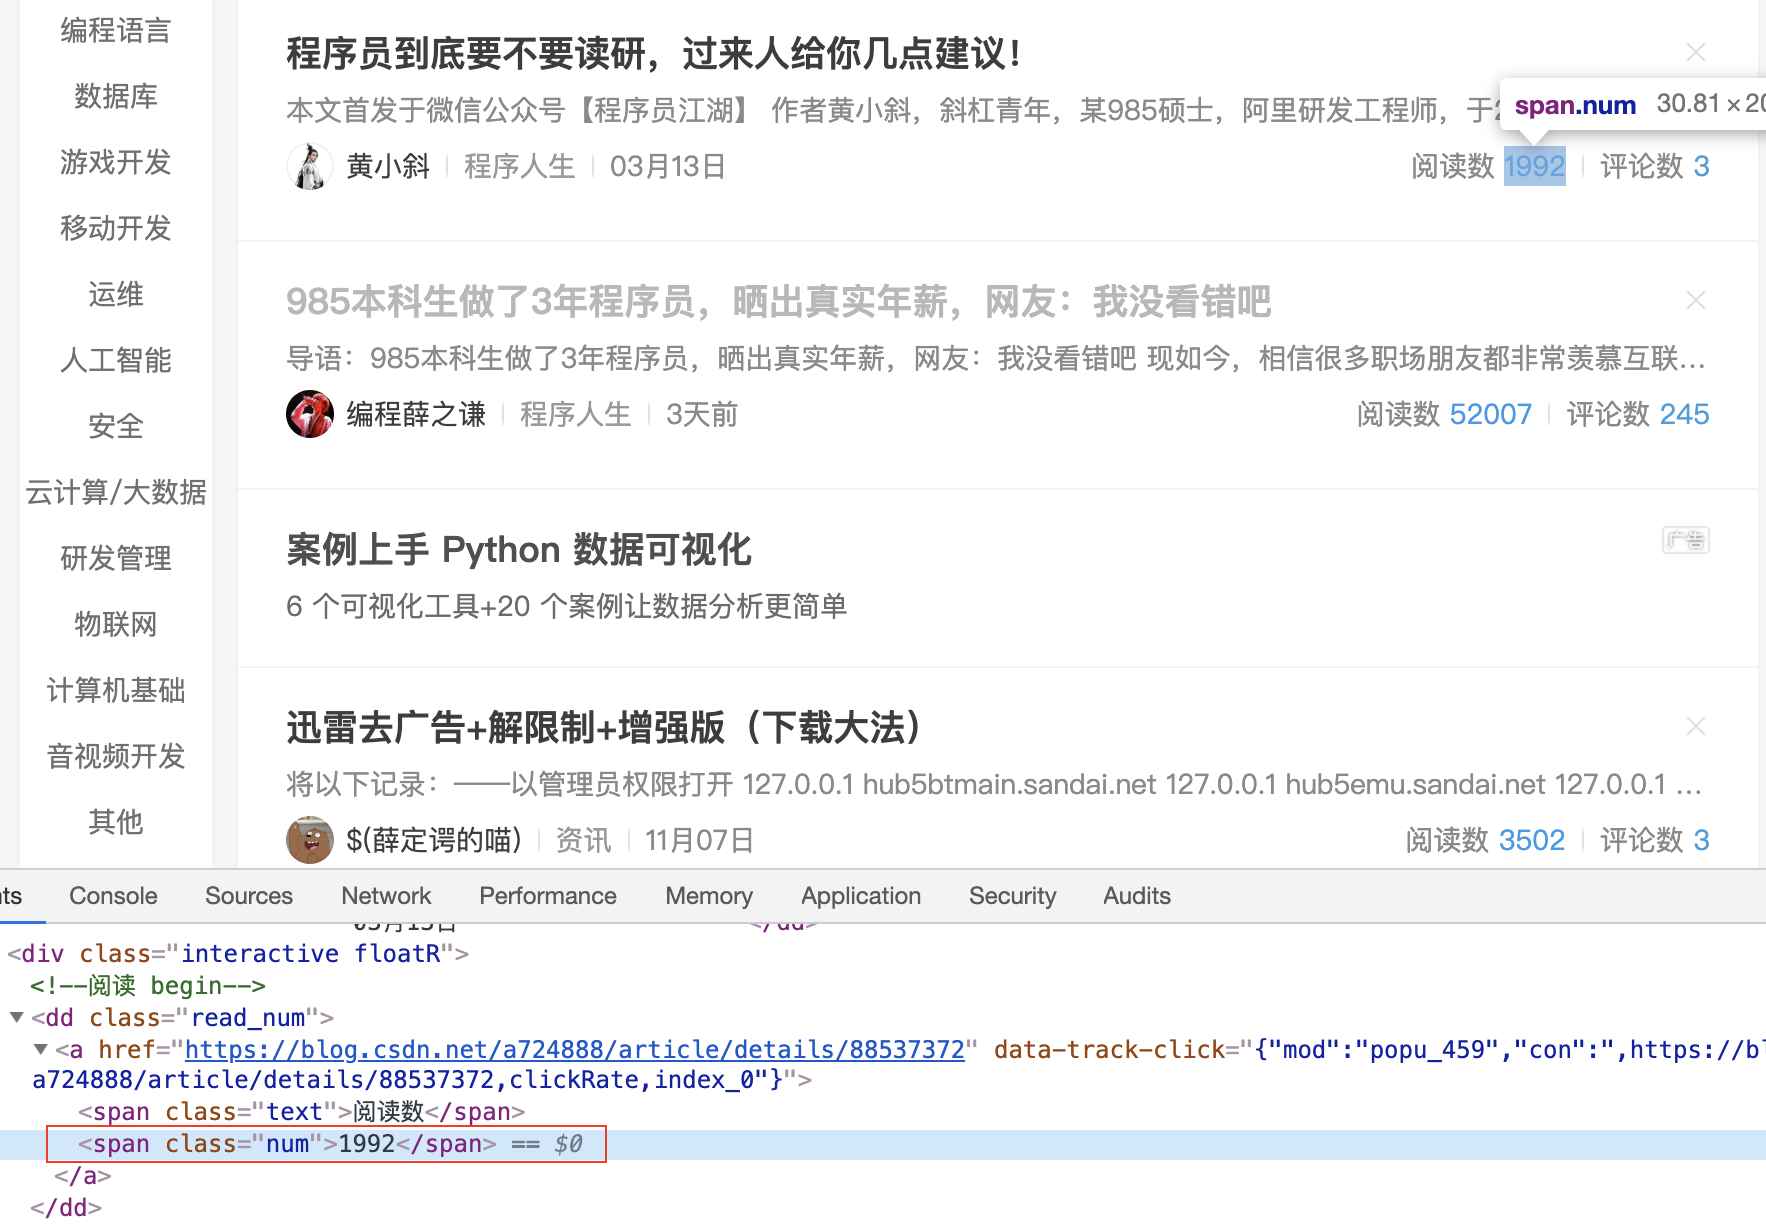 编程语言
数据库
游戏开发
移动开发
运维
人工智能
安全
云计算/大数据
研发管理
物联网
计算机基础
音视频开发
其他
程序员到底要不要读研，过来人给你几点建议！
本文首发于微信公众号【程序员江湖】 作者黄小斜，斜杠青年，某985硕士，阿里研发工程师，于2
span.num 30.81×20
黄小斜 程序人生 03月13日 阅读数 1992 评论数 3
985本科生做了3年程序员，晒出真实年薪，网友：我没看错吧
导语：985本科生做了3年程序员，晒出真实年薪，网友：我没看错吧 现如今，相信很多职场朋友都非常羡慕互联...
编程薛之谦 程序人生 3天前 阅读数 52007 评论数 245
案例上手 Python 数据可视化
广告
6 个可视化工具+20 个案例让数据分析更简单
迅雷去广告+解限制+增强版（下载大法）
将以下记录：——以管理员权限打开 127.0.0.1 hub5btmain.sandai.net 127.0.0.1 hub5emu.sandai.net 127.0.0.1 ...
$(薛定谔的喵) 资讯 11月07日 阅读数 3502 评论数 3
ts Console Sources Network Performance Memory Application Security Audits
03月13日 </dd>
<div class="interactive floatR">
<!--阅读 begin-->
<dd class="read_num">
<a href="https://blog.csdn.net/a724888/article/details/88537372" data-track-click="{"mod":"popu_459","con":",https://bl
a724888/article/details/88537372,clickRate,index_0"}">
<span class="text">阅读数</span>
<span class="num">1992</span> == $0
</a>
</dd>